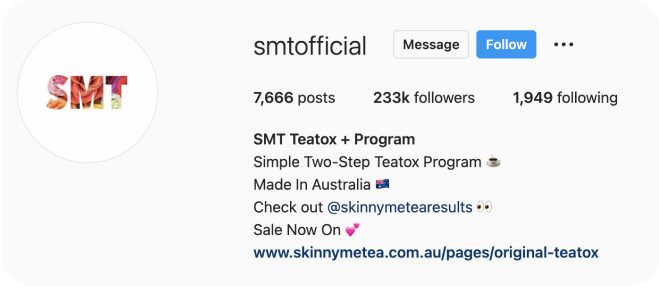 SMT
smtofficial Message Follow •••
7,666 posts 233k followers 1,949 following
SMT Teatox + Program
Simple Two-Step Teatox Program ☕
Made In Australia 🇦🇺
Check out @skinnymetearesults 👀
Sale Now On 💕
www.skinnymetea.com.au/pages/original-teatox